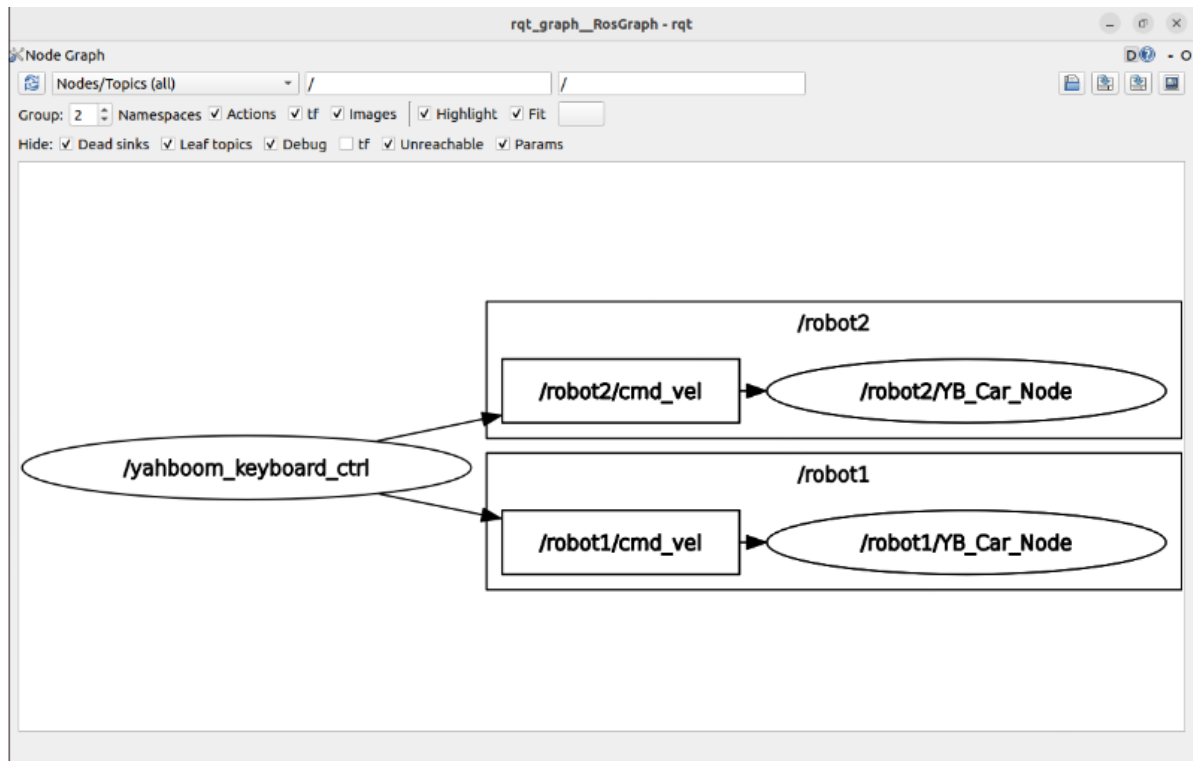 rqt_graph__RosGraph - rqt
Node Graph
D - O
Nodes/Topics (all) / /
Group: 2 Namespaces Actions tf Images Highlight Fit
Hide: Dead sinks Leaf topics Debug tf Unreachable Params
/robot2
/robot2/cmd_vel /robot2/YB_Car_Node
/yahboom_keyboard_ctrl
/robot1
/robot1/cmd_vel /robot1/YB_Car_Node